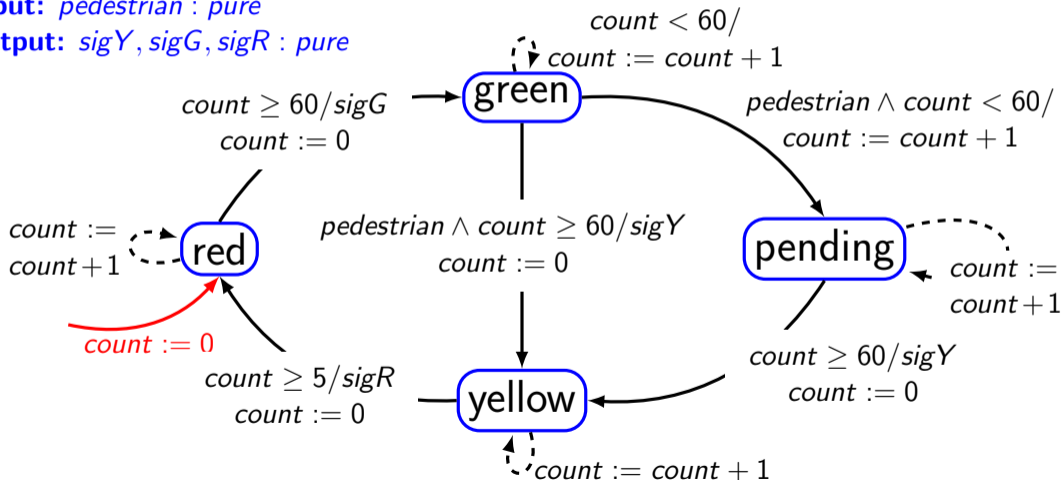 pedestrian : pure
sigY, sigG, sigR : pure
count < 60/
count := count + 1
green
count ≥ 60/sigG
count := 0
pedestrian ∧ count < 60/
count := count + 1
count :=
count + 1
red
pedestrian ∧ count ≥ 60/sigY
count := 0
pending
count :=
count + 1
count := 0
count ≥ 5/sigR
count := 0
yellow
count ≥ 60/sigY
count := 0
count := count + 1